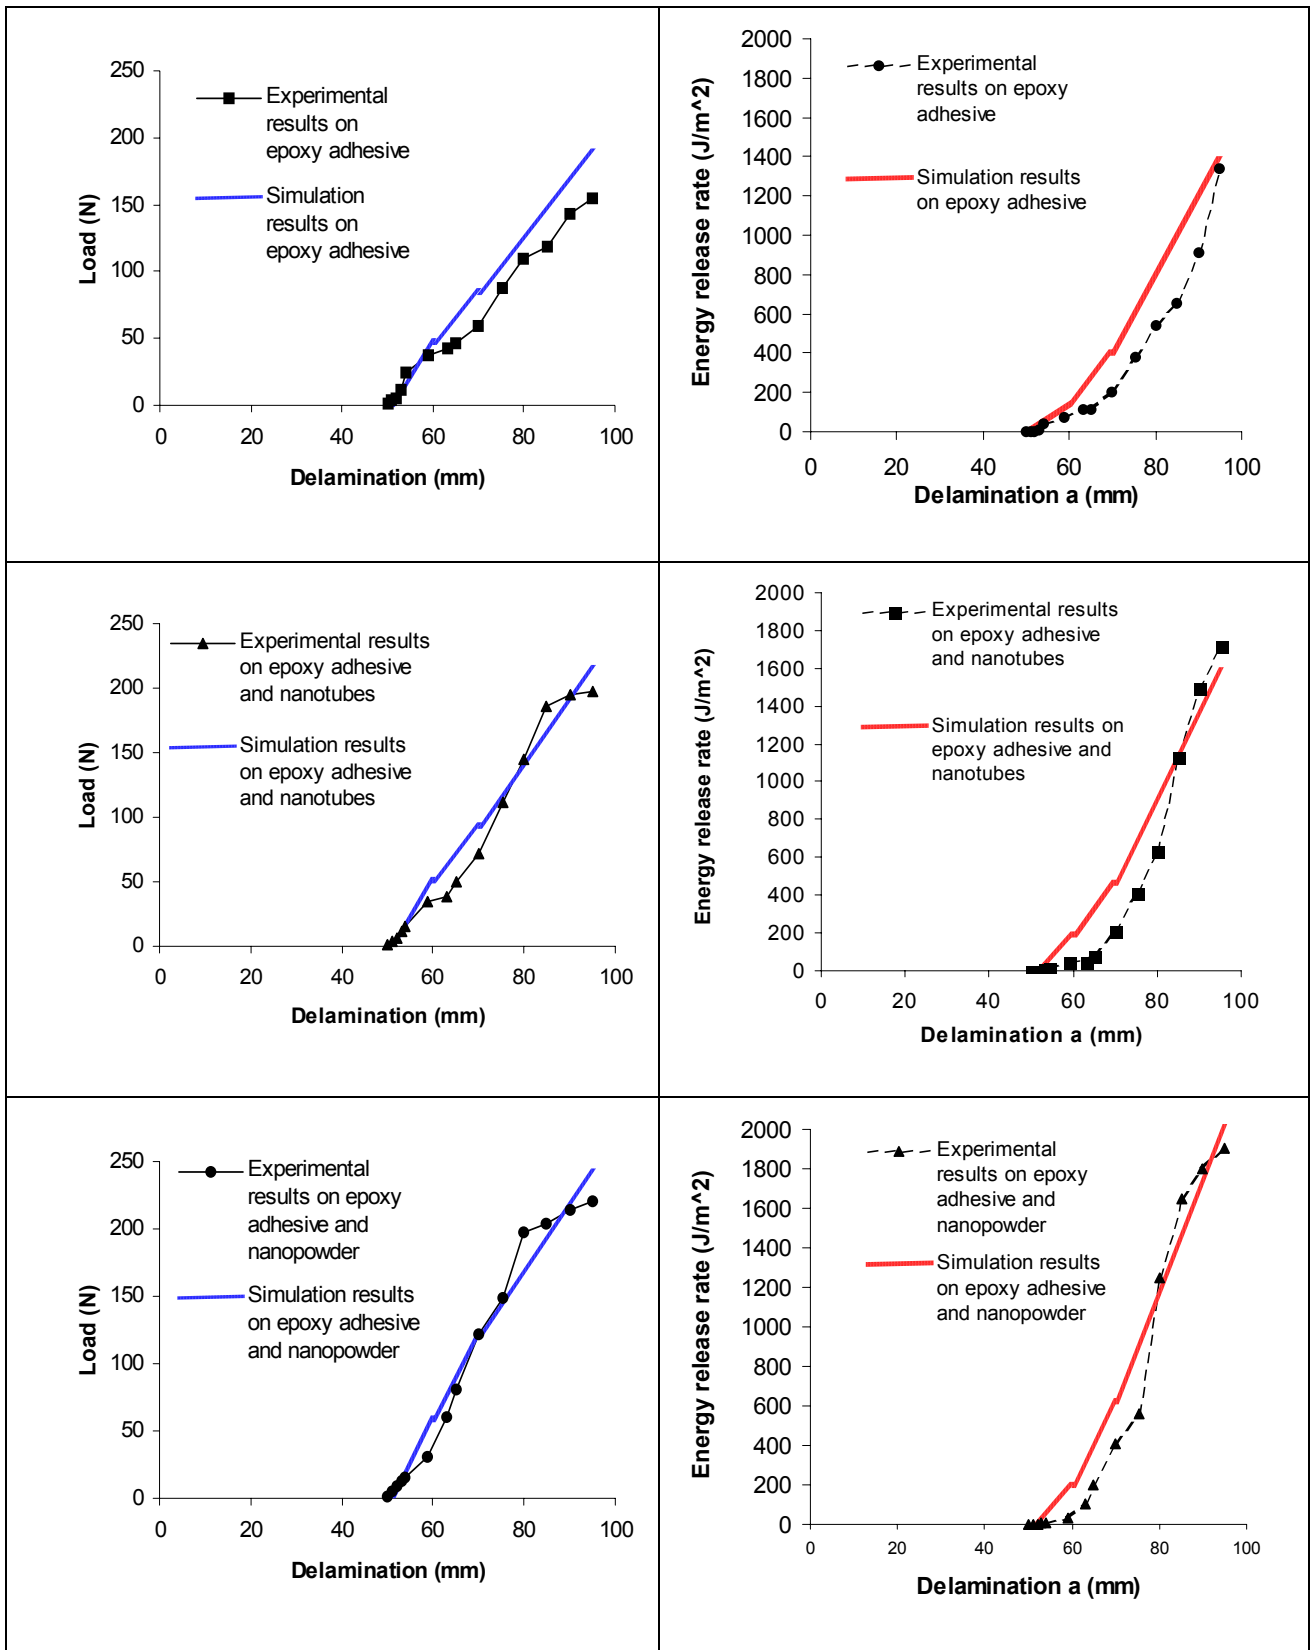 250
200
150
100
50
0
Load (N)
Experimental
results on
epoxy adhesive
Simulation
results on
epoxy adhesive
0 20 40 60 80 100
Delamination (mm)
2000
1800
1600
1400
1200
1000
800
600
400
200
0
Energy release rate (J/m^2)
Experimental
results on epoxy
adhesive
Simulation results
on epoxy adhesive
0 20 40 60 80 100
Delamination a (mm)
250
200
150
100
50
0
Load (N)
Experimental results
on epoxy adhesive
and nanotubes
Simulation results
on epoxy adhesive
and nanotubes
0 20 40 60 80 100
Delamination (mm)
2000
1800
1600
1400
1200
1000
800
600
400
200
0
Energy release rate (J/m^2)
Experimental results
on epoxy adhesive
and nanotubes
Simulation results on
epoxy adhesive and
nanotubes
0 20 40 60 80 100
Delamination a (mm)
250
200
150
100
50
0
Load (N)
Experimental
results on epoxy
adhesive and
nanopowder
Simulation results
on epoxy adhesive
and nanopowder
0 20 40 60 80 100
Delamination (mm)
2000
1800
1600
1400
1200
1000
800
600
400
200
0
Energy release rate (J/m^2)
Experimental
results on epoxy
adhesive and
nanopowder
Simulation results
on epoxy adhesive
and nanopowder
0 20 40 60 80 100
Delamination a (mm)